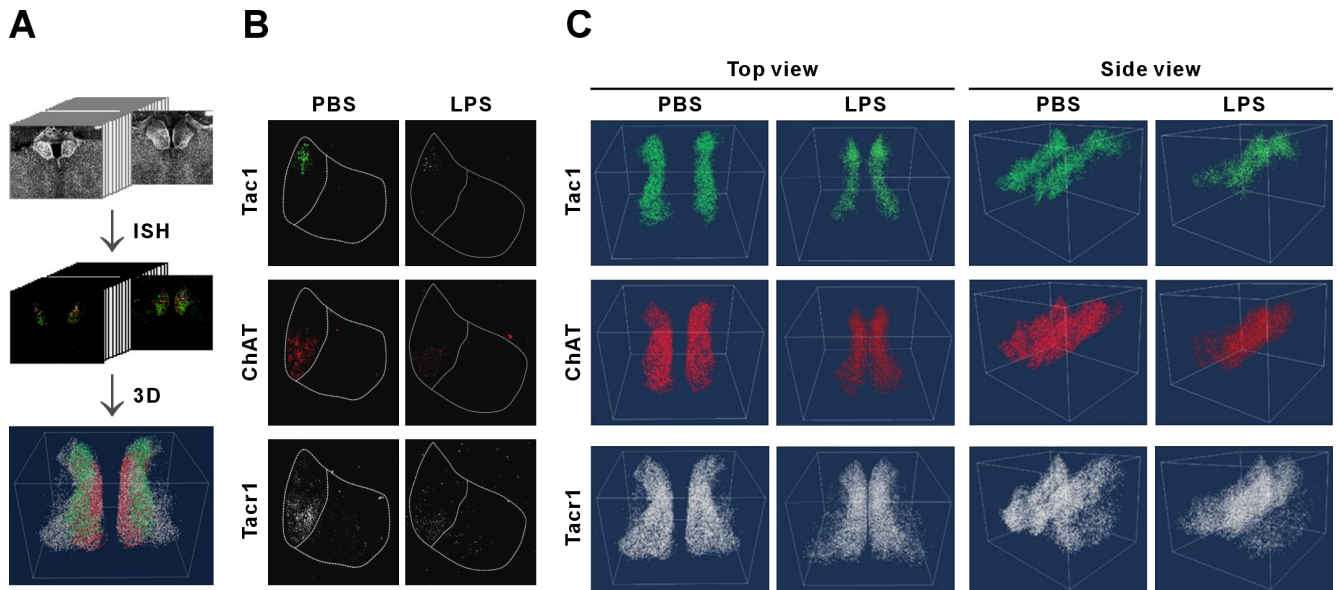 A
B
C
Top view
Side view
PBS
LPS
PBS
LPS
PBS
LPS
Tac1
Tac1
ISH
ChAT
ChAT
3D
Tacr1
Tacr1